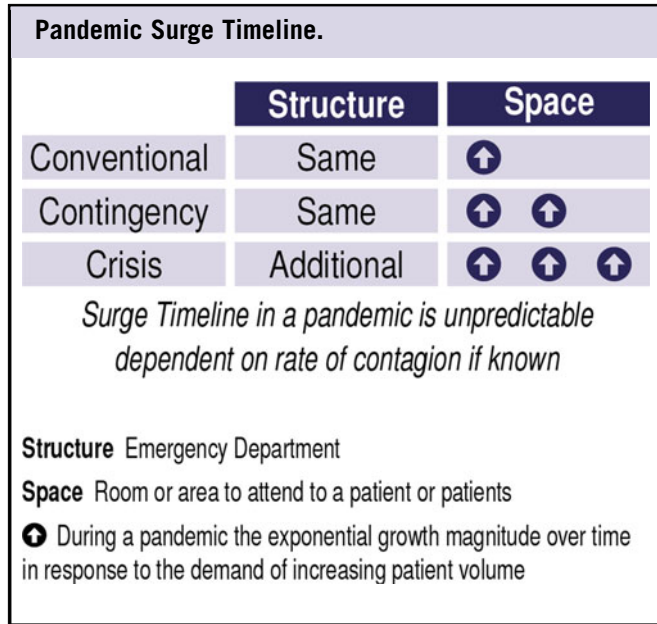 Pandemic Surge Timeline.
Structure Space
Conventional Same
Contingency Same
Crisis Additional
Surge Timeline in a pandemic is unpredictable
dependent on rate of contagion if known
Structure Emergency Department
Space Room or area to attend to a patient or patients
During a pandemic the exponential growth magnitude over time
in response to the demand of increasing patient volume